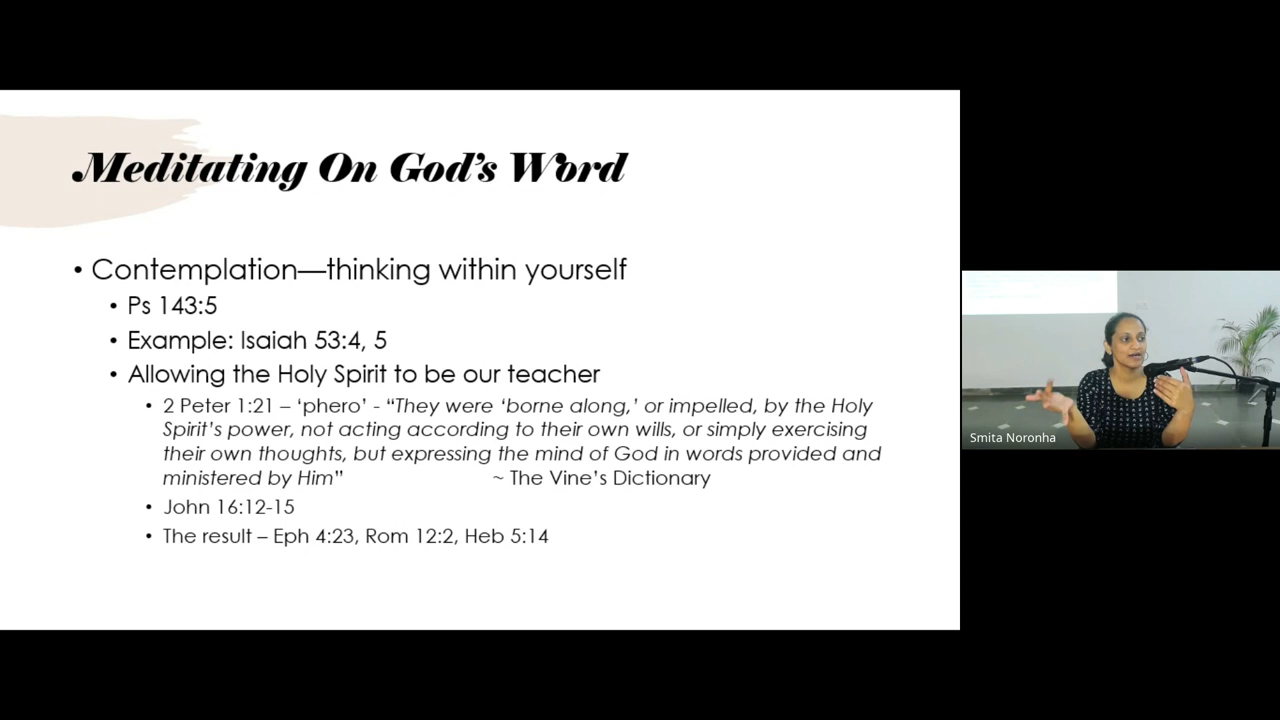 Meditating On God's Word
• Contemplation—thinking within yourself
• Ps 143:5
• Example: Isaiah 53:4, 5
• Allowing the Holy Spirit to be our teacher
• 2 Peter 1:21 – ‘phero’ - “They were ‘borne along,’ or impelled, by the Holy
Spirit’s power, not acting according to their own wills, or simply exercising
their own thoughts, but expressing the mind of God in words provided and
ministered by Him” ~ The Vine’s Dictionary
• John 16:12-15
• The result – Eph 4:23, Rom 12:2, Heb 5:14
Smita Noronha